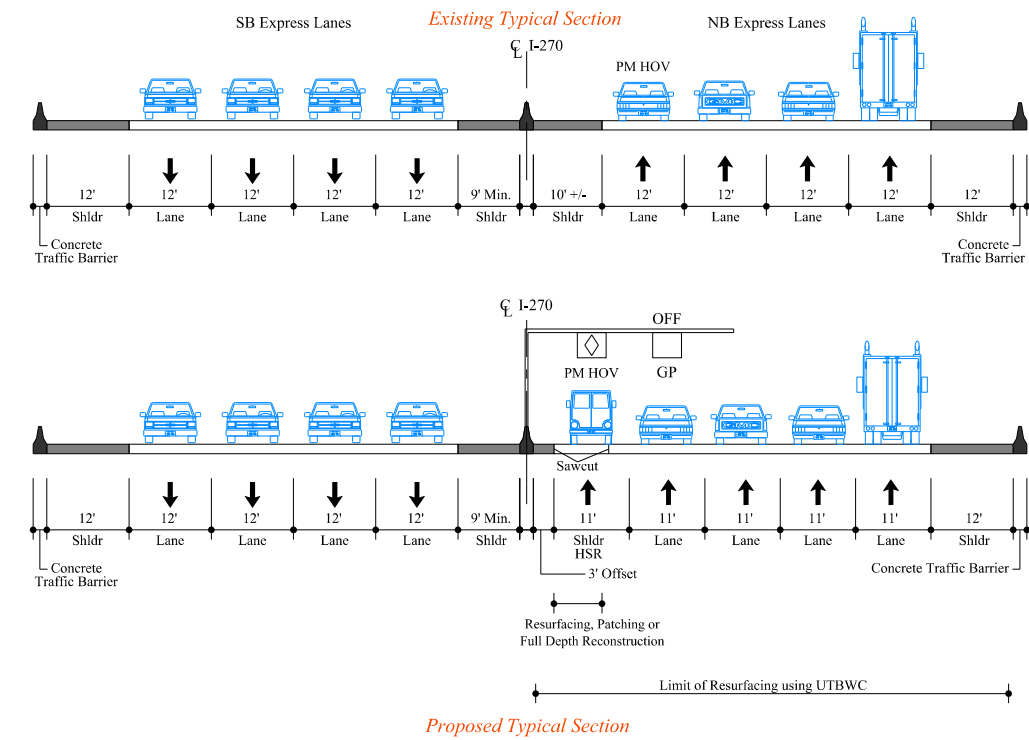 Existing Typical Section
SB Express Lanes
NB Express Lanes
℄ I-270
PM HOV
12' 12' 12' 12' 12' 9' Min. 10' +/- 12' 12' 12' 12' 12'
Shldr Lane Lane Lane Lane Shldr Shldr Lane Lane Lane Lane Shldr
Concrete
Traffic Barrier
Concrete
Traffic Barrier
℄ I-270
OFF
PM HOV
GP
Sawcut
12' 12' 12' 12' 12' 9' Min. 11' 11' 11' 11' 11' 12'
Shldr Lane Lane Lane Lane Shldr Shldr Lane Lane Lane Lane Shldr
HSR
Concrete
Traffic Barrier
3' Offset
Concrete Traffic Barrier
Resurfacing, Patching or
Full Depth Reconstruction
Limit of Resurfacing using UTBWC
Proposed Typical Section